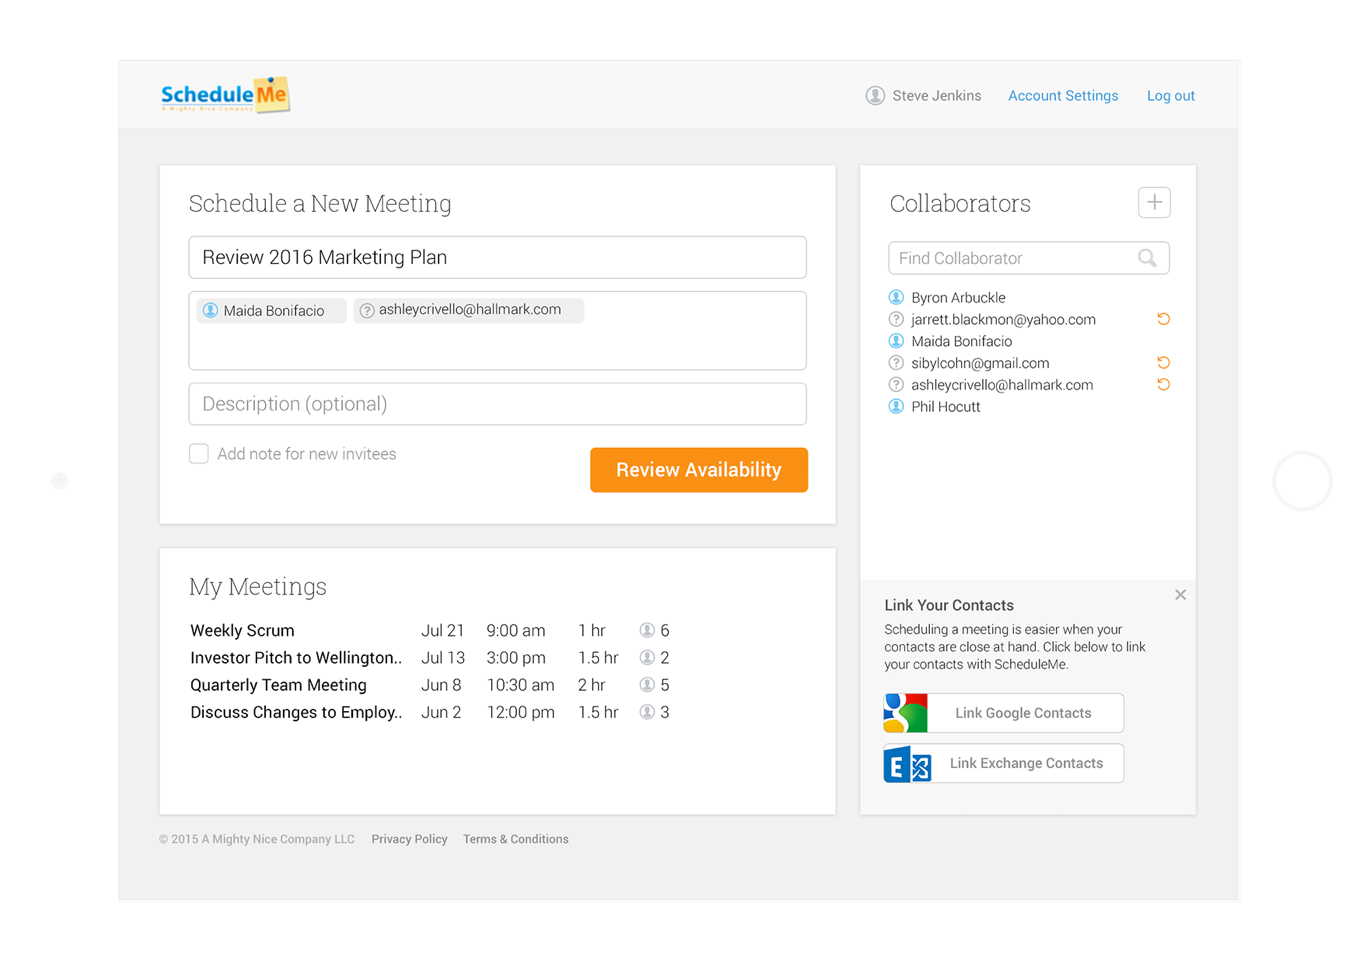 ScheduleMe
A Mighty Nice Company
Steve Jenkins
Account Settings
Log out
Schedule a New Meeting
Review 2016 Marketing Plan
Maida Bonifacio
? ashleycrivello@hallmark.com
Description (optional)
Add note for new invitees
Review Availability
My Meetings
Weekly Scrum Jul 21 9:00 am 1 hr 6
Investor Pitch to Wellington.. Jul 13 3:00 pm 1.5 hr 2
Quarterly Team Meeting Jun 8 10:30 am 2 hr 5
Discuss Changes to Employ.. Jun 2 12:00 pm 1.5 hr 3
Collaborators
+
Find Collaborator
Byron Arbuckle
? jarrett.blackmon@yahoo.com
Maida Bonifacio
? sibylcohn@gmail.com
? ashleycrivello@hallmark.com
Phil Hocutt
Link Your Contacts
Scheduling a meeting is easier when your
contacts are close at hand. Click below to link
your contacts with ScheduleMe.
g Link Google Contacts
E Link Exchange Contacts
© 2015 A Mighty Nice Company LLC Privacy Policy Terms & Conditions